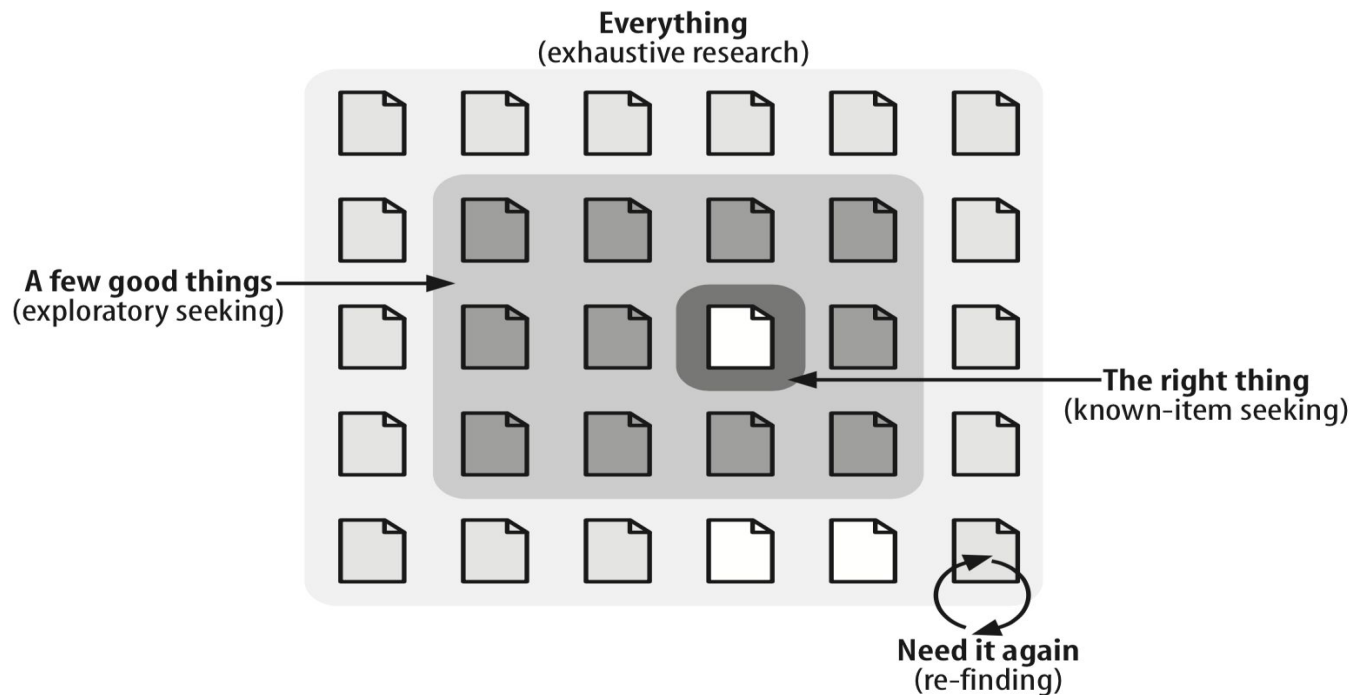 Everything
(exhaustive research)
A few good things
(exploratory seeking)
The right thing
(known-item seeking)
Need it again
(re-finding)